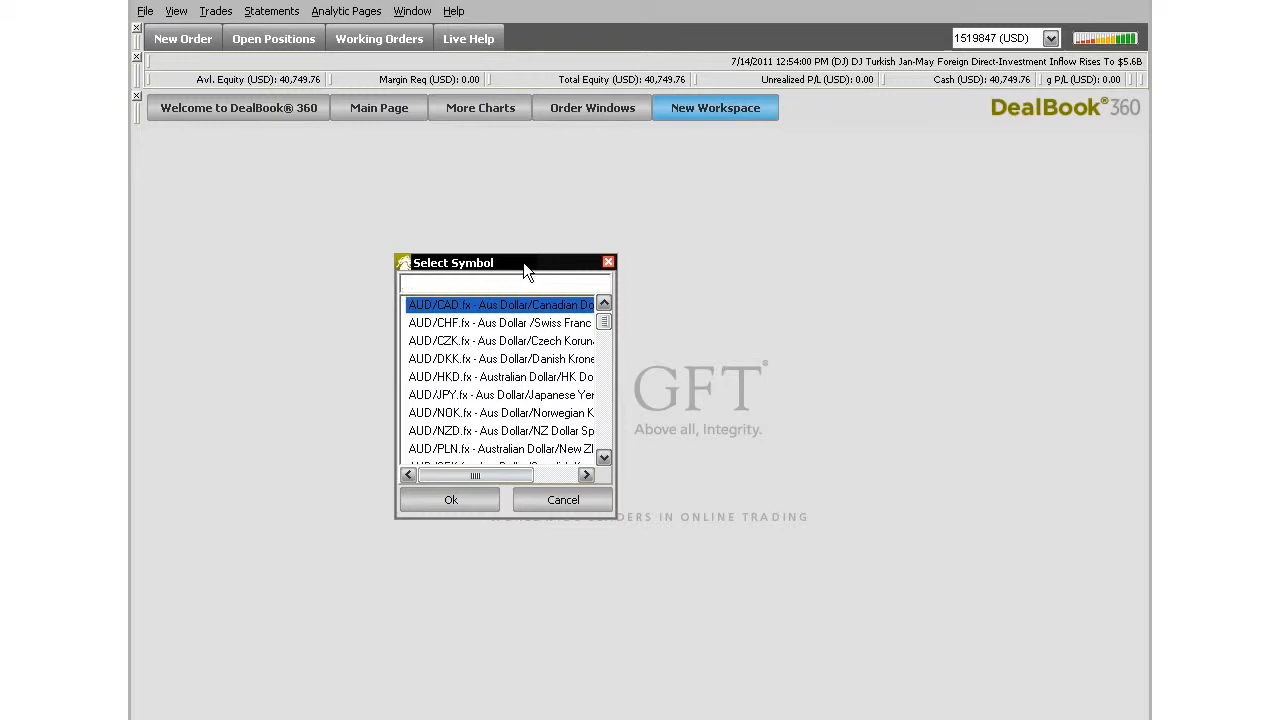 File View Trades Statements Analytic Pages Window Help
New Order Open Positions Working Orders Live Help 1519847 (USD)
7/14/2011 12:54:00 PM (DJ) DJ Turkish Jan-May Foreign Direct-Investment Inflow Rises To $5.6B
Avl. Equity (USD): 40,749.76 Margin Req (USD): 0.00 Total Equity (USD): 40,749.76 Unrealized P/L (USD): 0.00 Cash (USD): 40,749.76 g P/L (USD): 0.00
Welcome to DealBook® 360 Main Page More Charts Order Windows New Workspace DealBook® 360
Select Symbol
AUD/CAD.fx - Aus Dollar/Canadian Do
AUD/CHF.fx - Aus Dollar /Swiss Franc
AUD/CZK.fx - Aus Dollar/Czech Korun
AUD/DKK.fx - Aus Dollar/Danish Krone
AUD/HKD.fx - Australian Dollar/HK Do
AUD/JPY.fx - Aus Dollar/Japanese Yer
AUD/NOK.fx - Aus Dollar/Norwegian K
AUD/NZD.fx - Aus Dollar/NZ Dollar Sp
AUD/PLN.fx - Australian Dollar/New Zl
GFT®
Above all, Integrity.
Ok Cancel
IN ONLINE TRADING